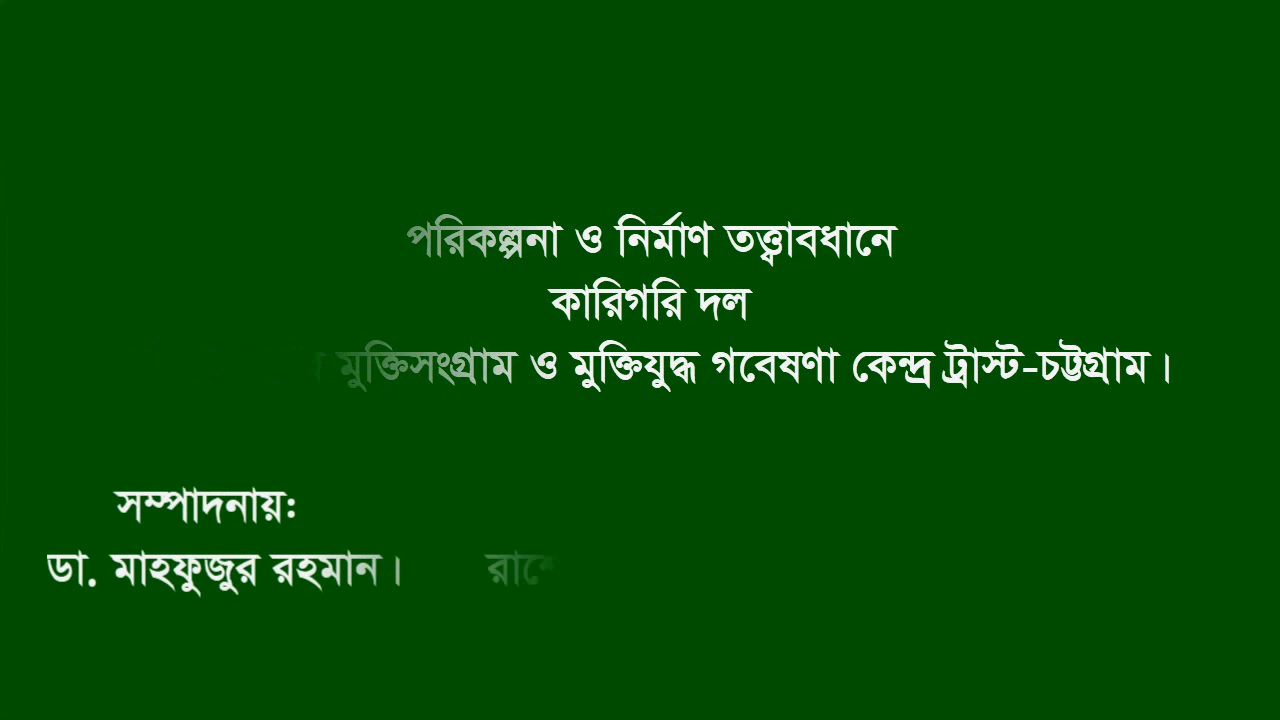 পরিকল্পনা ও নির্মাণ তত্ত্বাবধানে
কারিগরি দল
মুক্তিসংগ্রাম ও মুক্তিযুদ্ধ গবেষণা কেন্দ্র ট্রাস্ট-চট্টগ্রাম।
সম্পাদনায়ঃ
ডা. মাহফুজুর রহমান।